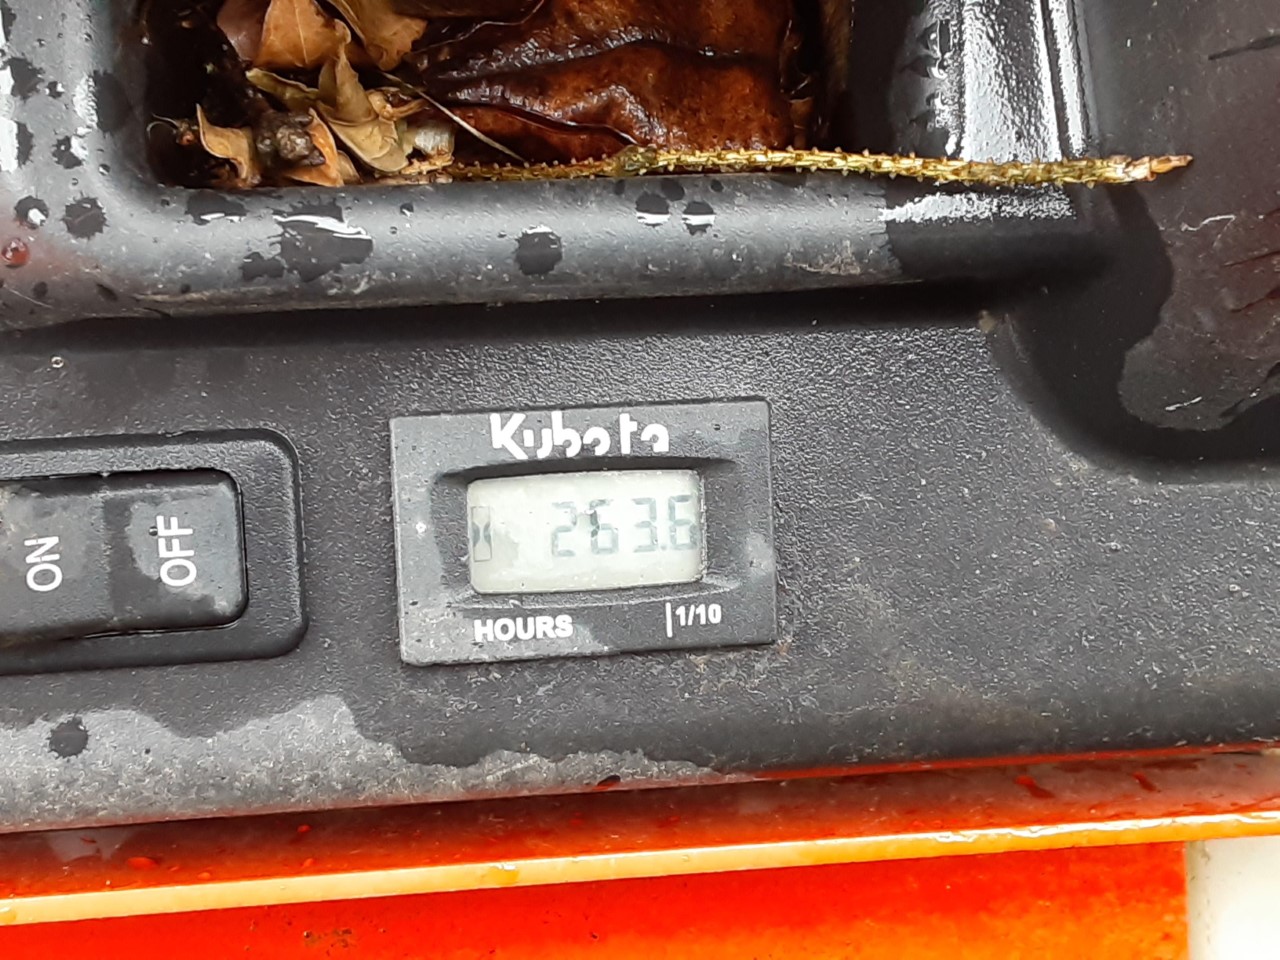 Kubota
263.6
HOURS
1/10
ON
OFF